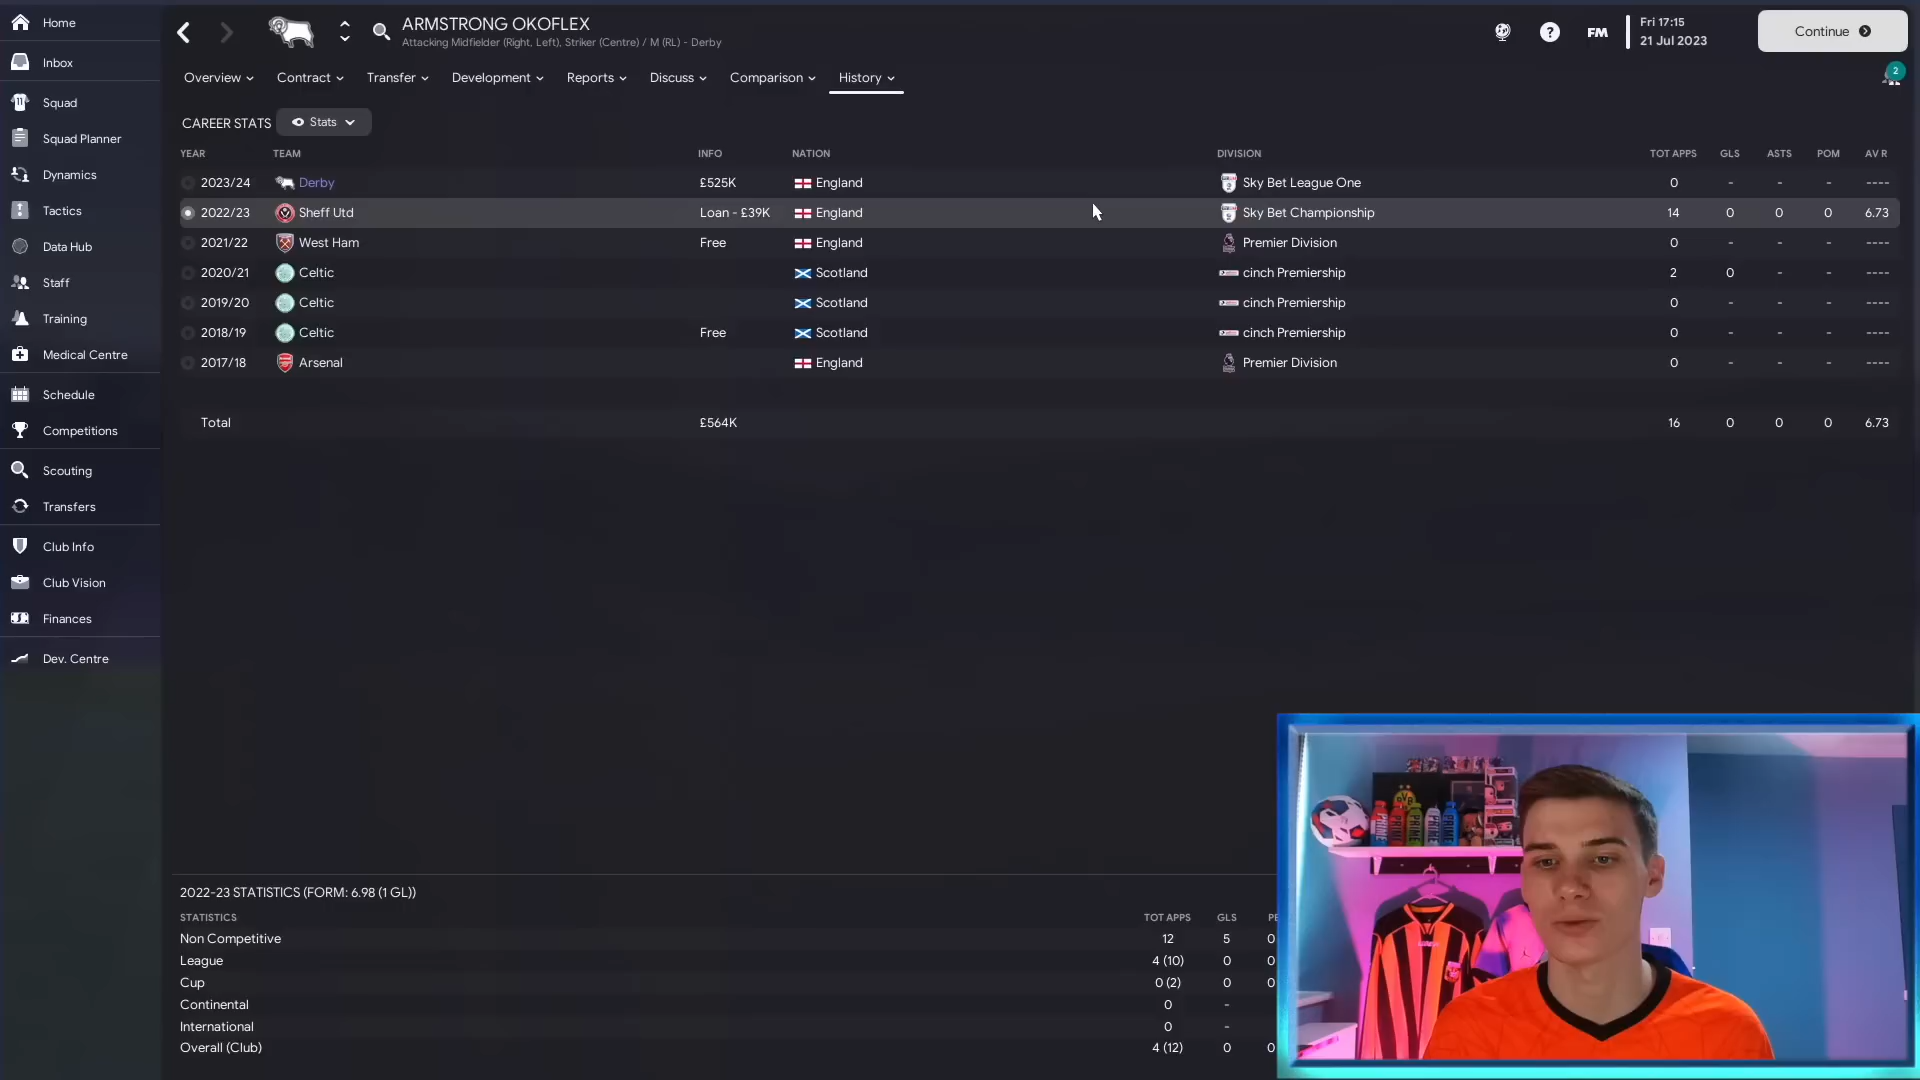 Home
Inbox
Squad
Squad Planner
Dynamics
Tactics
Data Hub
Staff
Training
Medical Centre
Schedule
Competitions
Scouting
Transfers
Club Info
Club Vision
Finances
Dev. Centre
ARMSTRONG OKOFLEX
Attacking Midfielder (Right, Left), Striker (Centre) / M (RL) - Derby
? FM Fri 17:15
21 Jul 2023
Continue
2
Overview Contract Transfer Development Reports Discuss Comparison History
CAREER STATS Stats
YEAR TEAM INFO NATION DIVISION TOT APPS GLS ASTS POM AV R
2023/24 Derby £525K England Sky Bet League One 0 - - - ----
2022/23 Sheff Utd Loan - £39K England Sky Bet Championship 14 0 0 0 6.73
2021/22 West Ham Free England Premier Division 0 - - - ----
2020/21 Celtic Scotland cinch Premiership 2 0 - - ----
2019/20 Celtic Scotland cinch Premiership 0 - - - ----
2018/19 Celtic Free Scotland cinch Premiership 0 - - - ----
2017/18 Arsenal England Premier Division 0 - - - ----
Total £564K 16 0 0 0 6.73
2022-23 STATISTICS (FORM: 6.98 (1 GL))
STATISTICS TOT APPS GLS PE
Non Competitive 12 5 0
League 4 (10) 0 0
Cup 0 (2) 0 0
Continental 0 -
International 0 -
Overall (Club) 4 (12) 0 0
PRIME PRIME PRIME PRIME PRIME